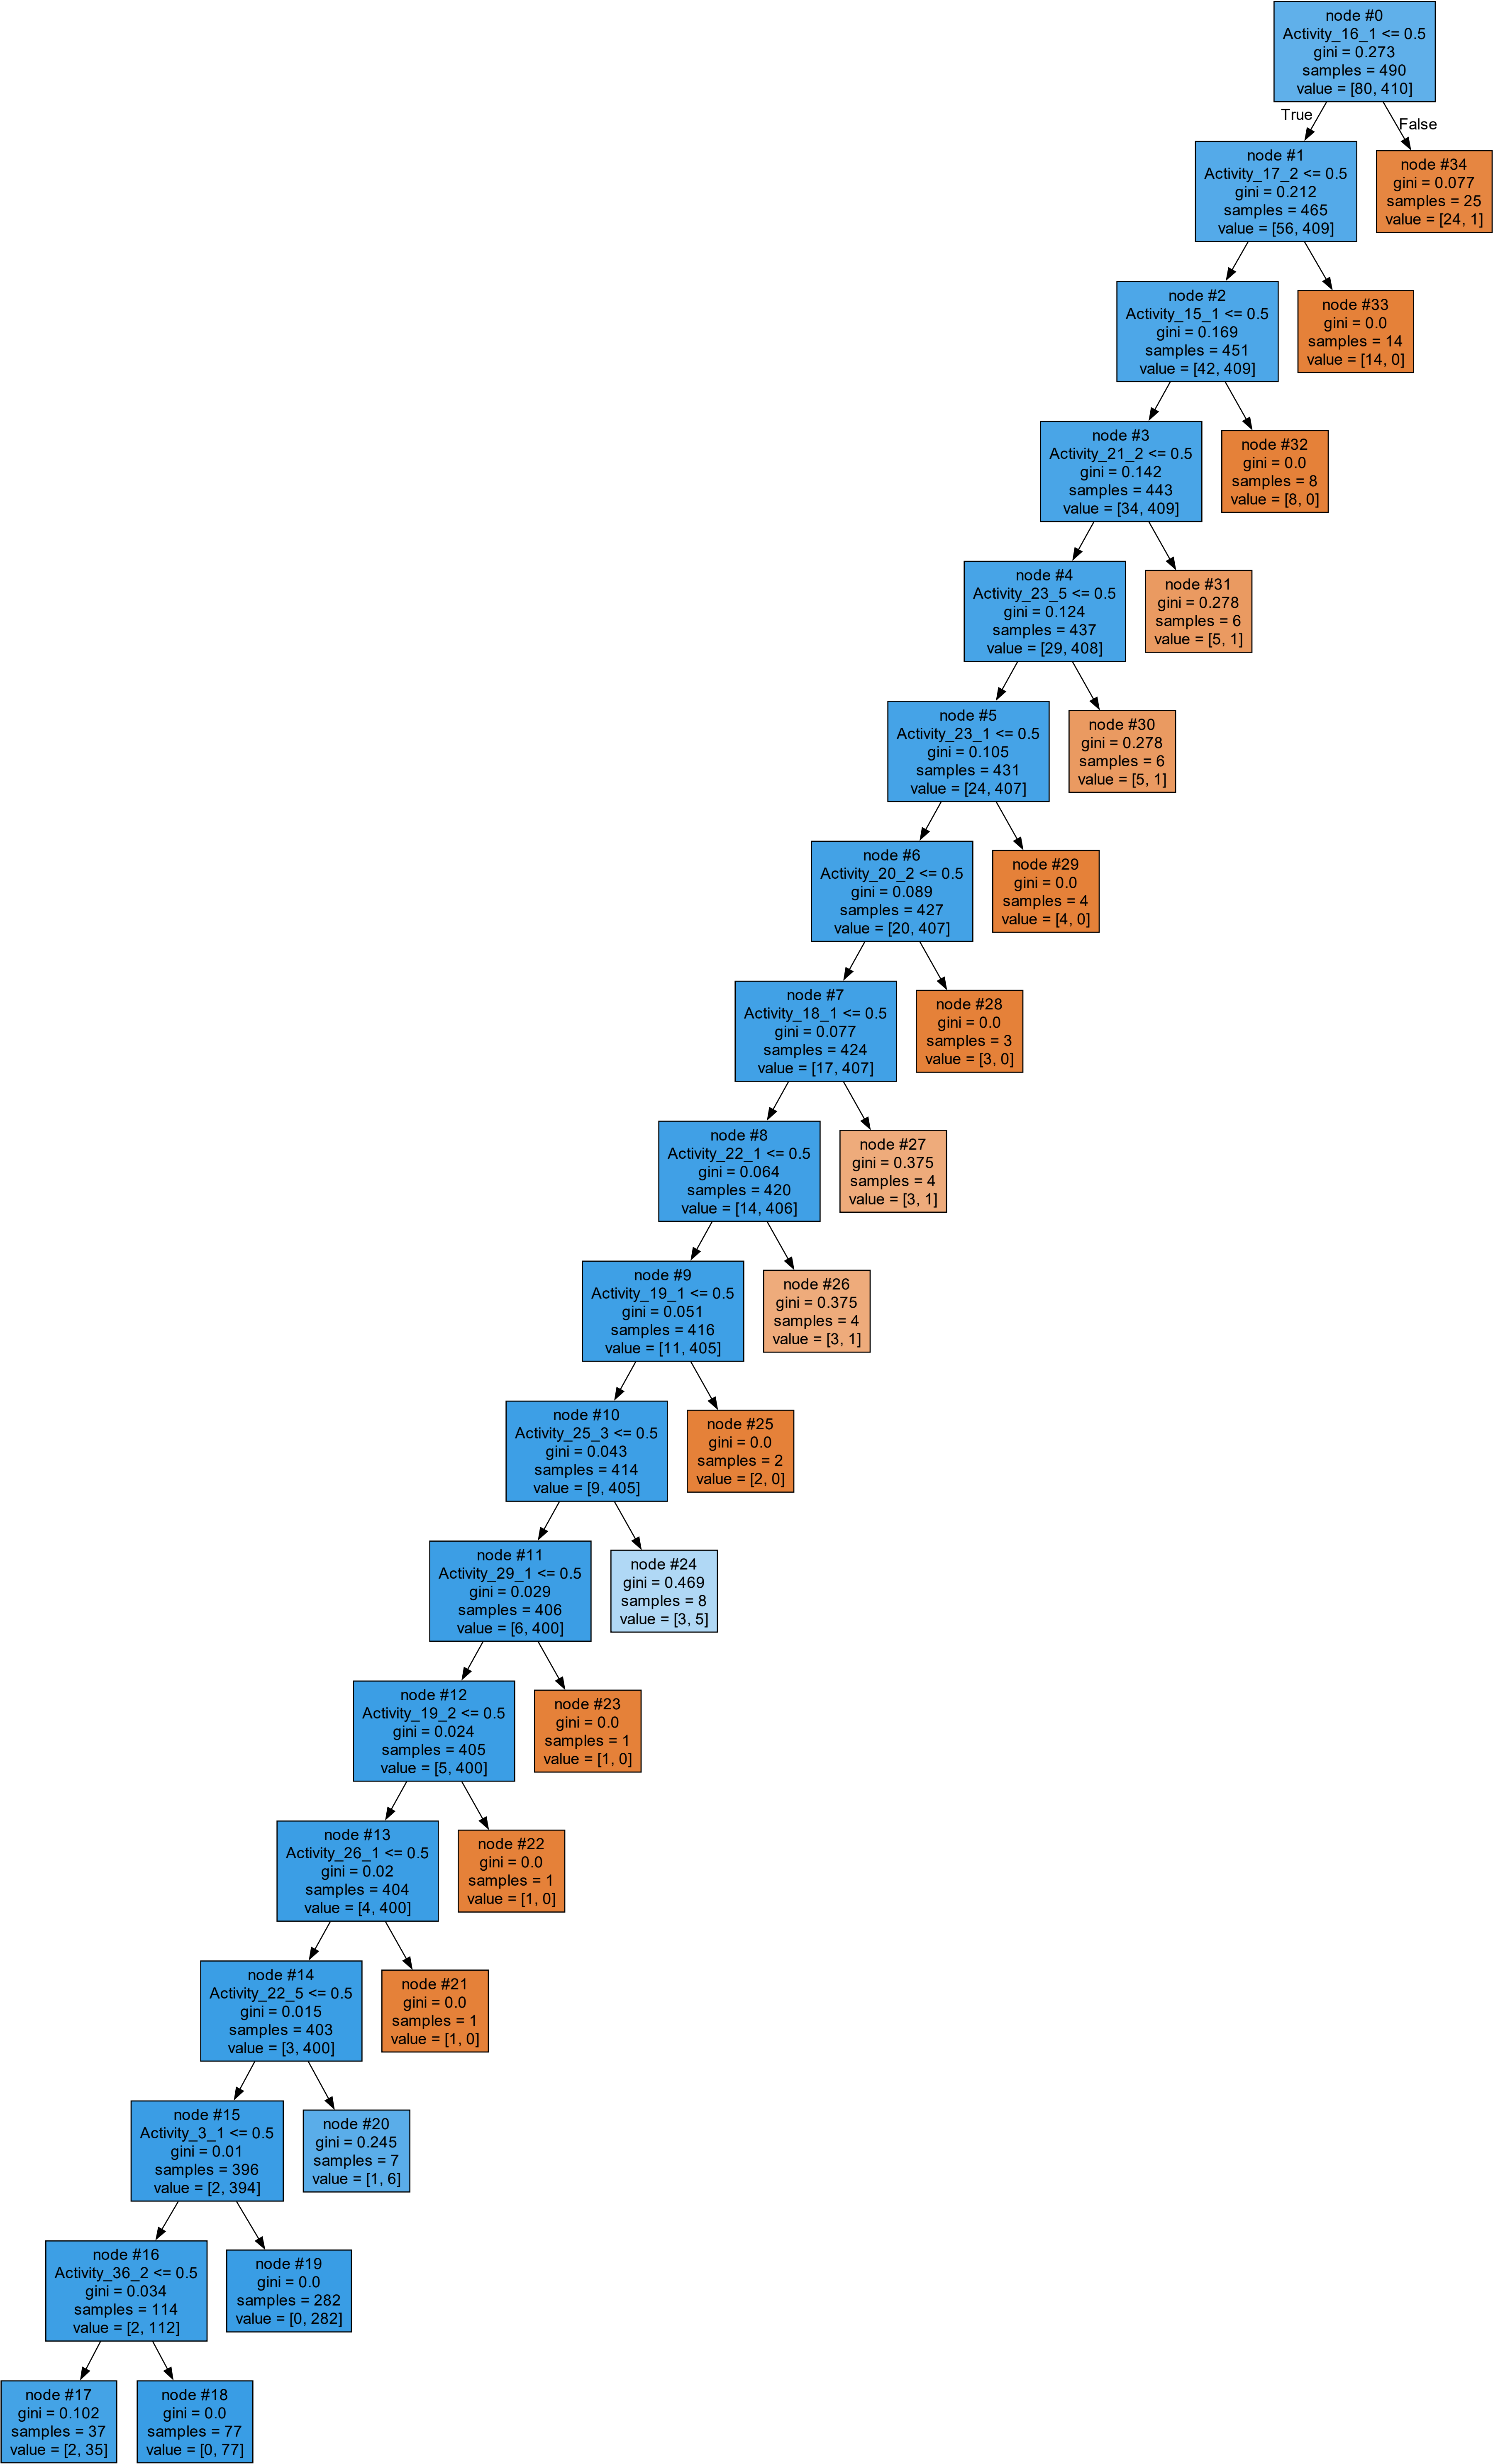 node #0
Activity_16_1 <= 0.5
gini = 0.273
samples = 490
value = [80, 410]
True
False
node #1
Activity_17_2 <= 0.5
gini = 0.212
samples = 465
value = [56, 409]
node #34
gini = 0.077
samples = 25
value = [24, 1]
node #2
Activity_15_1 <= 0.5
gini = 0.169
samples = 451
value = [42, 409]
node #33
gini = 0.0
samples = 14
value = [14, 0]
node #3
Activity_21_2 <= 0.5
gini = 0.142
samples = 443
value = [34, 409]
node #32
gini = 0.0
samples = 8
value = [8, 0]
node #4
Activity_23_5 <= 0.5
gini = 0.124
samples = 437
value = [29, 408]
node #31
gini = 0.278
samples = 6
value = [5, 1]
node #5
Activity_23_1 <= 0.5
gini = 0.105
samples = 431
value = [24, 407]
node #30
gini = 0.278
samples = 6
value = [5, 1]
node #6
Activity_20_2 <= 0.5
gini = 0.089
samples = 427
value = [20, 407]
node #29
gini = 0.0
samples = 4
value = [4, 0]
node #7
Activity_18_1 <= 0.5
gini = 0.077
samples = 424
value = [17, 407]
node #28
gini = 0.0
samples = 3
value = [3, 0]
node #8
Activity_22_1 <= 0.5
gini = 0.064
samples = 420
value = [14, 406]
node #27
gini = 0.375
samples = 4
value = [3, 1]
node #9
Activity_19_1 <= 0.5
gini = 0.051
samples = 416
value = [11, 405]
node #26
gini = 0.375
samples = 4
value = [3, 1]
node #10
Activity_25_3 <= 0.5
gini = 0.043
samples = 414
value = [9, 405]
node #25
gini = 0.0
samples = 2
value = [2, 0]
node #11
Activity_29_1 <= 0.5
gini = 0.029
samples = 406
value = [6, 400]
node #24
gini = 0.469
samples = 8
value = [3, 5]
node #12
Activity_19_2 <= 0.5
gini = 0.024
samples = 405
value = [5, 400]
node #23
gini = 0.0
samples = 1
value = [1, 0]
node #13
Activity_26_1 <= 0.5
gini = 0.02
samples = 404
value = [4, 400]
node #22
gini = 0.0
samples = 1
value = [1, 0]
node #14
Activity_22_5 <= 0.5
gini = 0.015
samples = 403
value = [3, 400]
node #21
gini = 0.0
samples = 1
value = [1, 0]
node #15
Activity_3_1 <= 0.5
gini = 0.01
samples = 396
value = [2, 394]
node #20
gini = 0.245
samples = 7
value = [1, 6]
node #16
Activity_36_2 <= 0.5
gini = 0.034
samples = 114
value = [2, 112]
node #19
gini = 0.0
samples = 282
value = [0, 282]
node #17
gini = 0.102
samples = 37
value = [2, 35]
node #18
gini = 0.0
samples = 77
value = [0, 77]